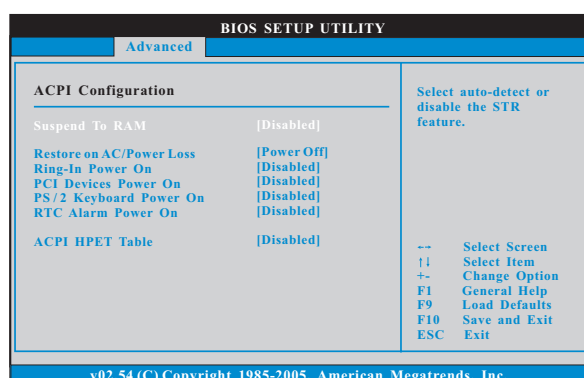 BIOS SETUP UTILITY
Advanced
ACPI Configuration
Suspend To RAM [Disabled]
Restore on AC/Power Loss [Power Off]
Ring-In Power On [Disabled]
PCI Devices Power On [Disabled]
PS/2 Keyboard Power On [Disabled]
RTC Alarm Power On [Disabled]
ACPI HPET Table [Disabled]
Select auto-detect or
disable the STR
feature.
←→ Select Screen
↑↓ Select Item
+- Change Option
F1 General Help
F9 Load Defaults
F10 Save and Exit
ESC Exit
v02.54 (C) Copyright 1985-2005, American Megatrends, Inc.